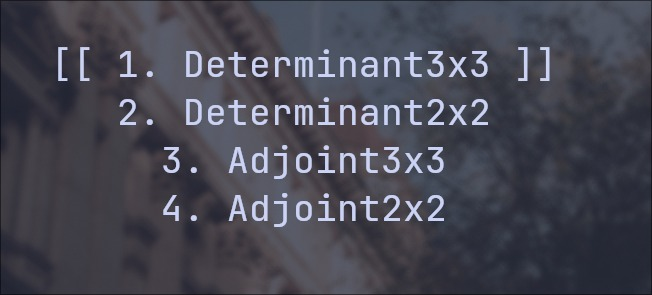 [[ 1. Determinant3x3 ]]
2. Determinant2x2
3. Adjoint3x3
4. Adjoint2x2